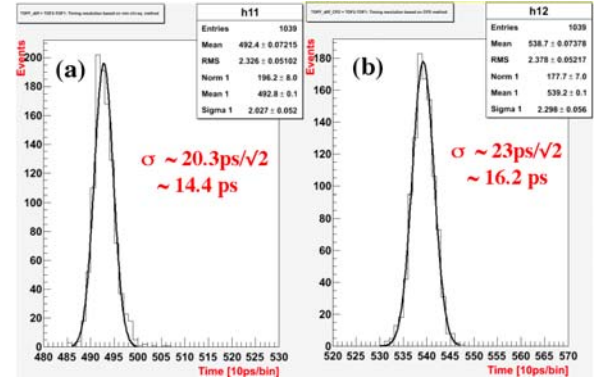 h11
Entries 1039
Mean 492.4 ± 0.07215
RMS 2.326 ± 0.05102
Norm 1 196.2 ± 8.0
Mean 1 492.8 ± 0.1
Sigma 1 2.027 ± 0.052
Events
(a)
σ ~ 20.3ps/√2
~ 14.4 ps
200
180
160
140
120
100
80
60
40
20
0
480 485 490 495 500 505 510 515 520 525 530
Time [10ps/bin]
h12
Entries 1039
Mean 538.7 ± 0.07378
RMS 2.378 ± 0.05217
Norm 1 177.7 ± 7.0
Mean 1 539.2 ± 0.1
Sigma 1 2.298 ± 0.056
Events
(b)
σ ~ 23ps/√2
~ 16.2 ps
180
160
140
120
100
80
60
40
20
0
520 525 530 535 540 545 550 555 560 565 570
Time [10ps/bin]